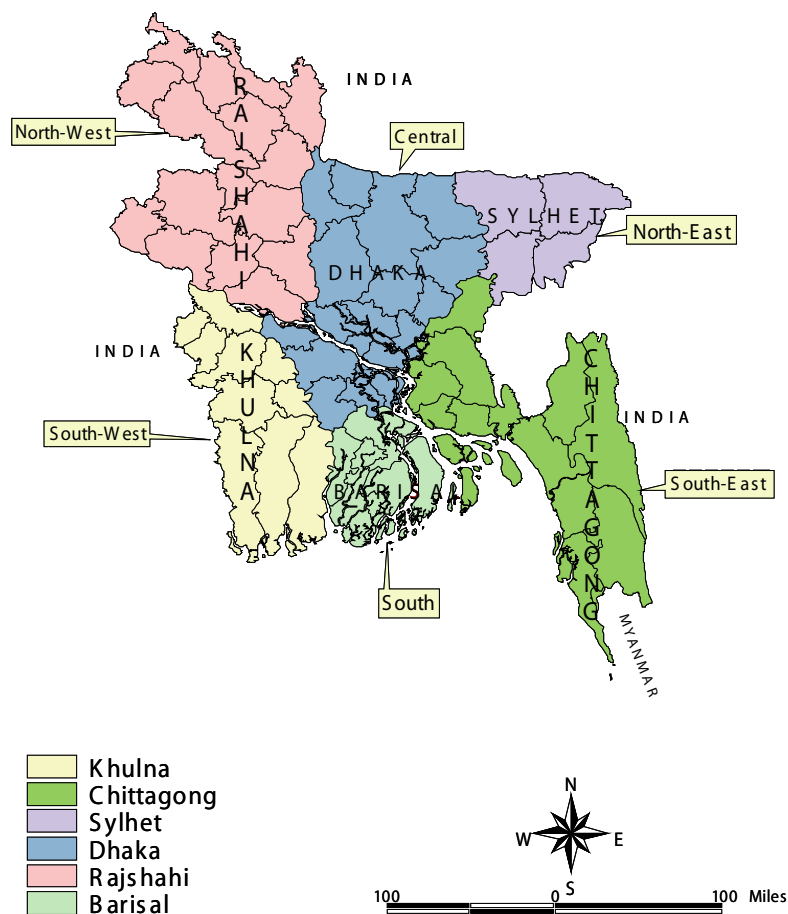 INDIA
RAJSHAHI
North-West
Central
SYLHET
North-East
DHAKA
INDIA
KHULNA
CHITTAGONG
INDIA
South-West
South-East
BARISAL
South
MYANMAR
Khulna
Chittagong
Sylhet
Dhaka
Rajshahi
Barisal
N
W E
S
100 0 100 Miles